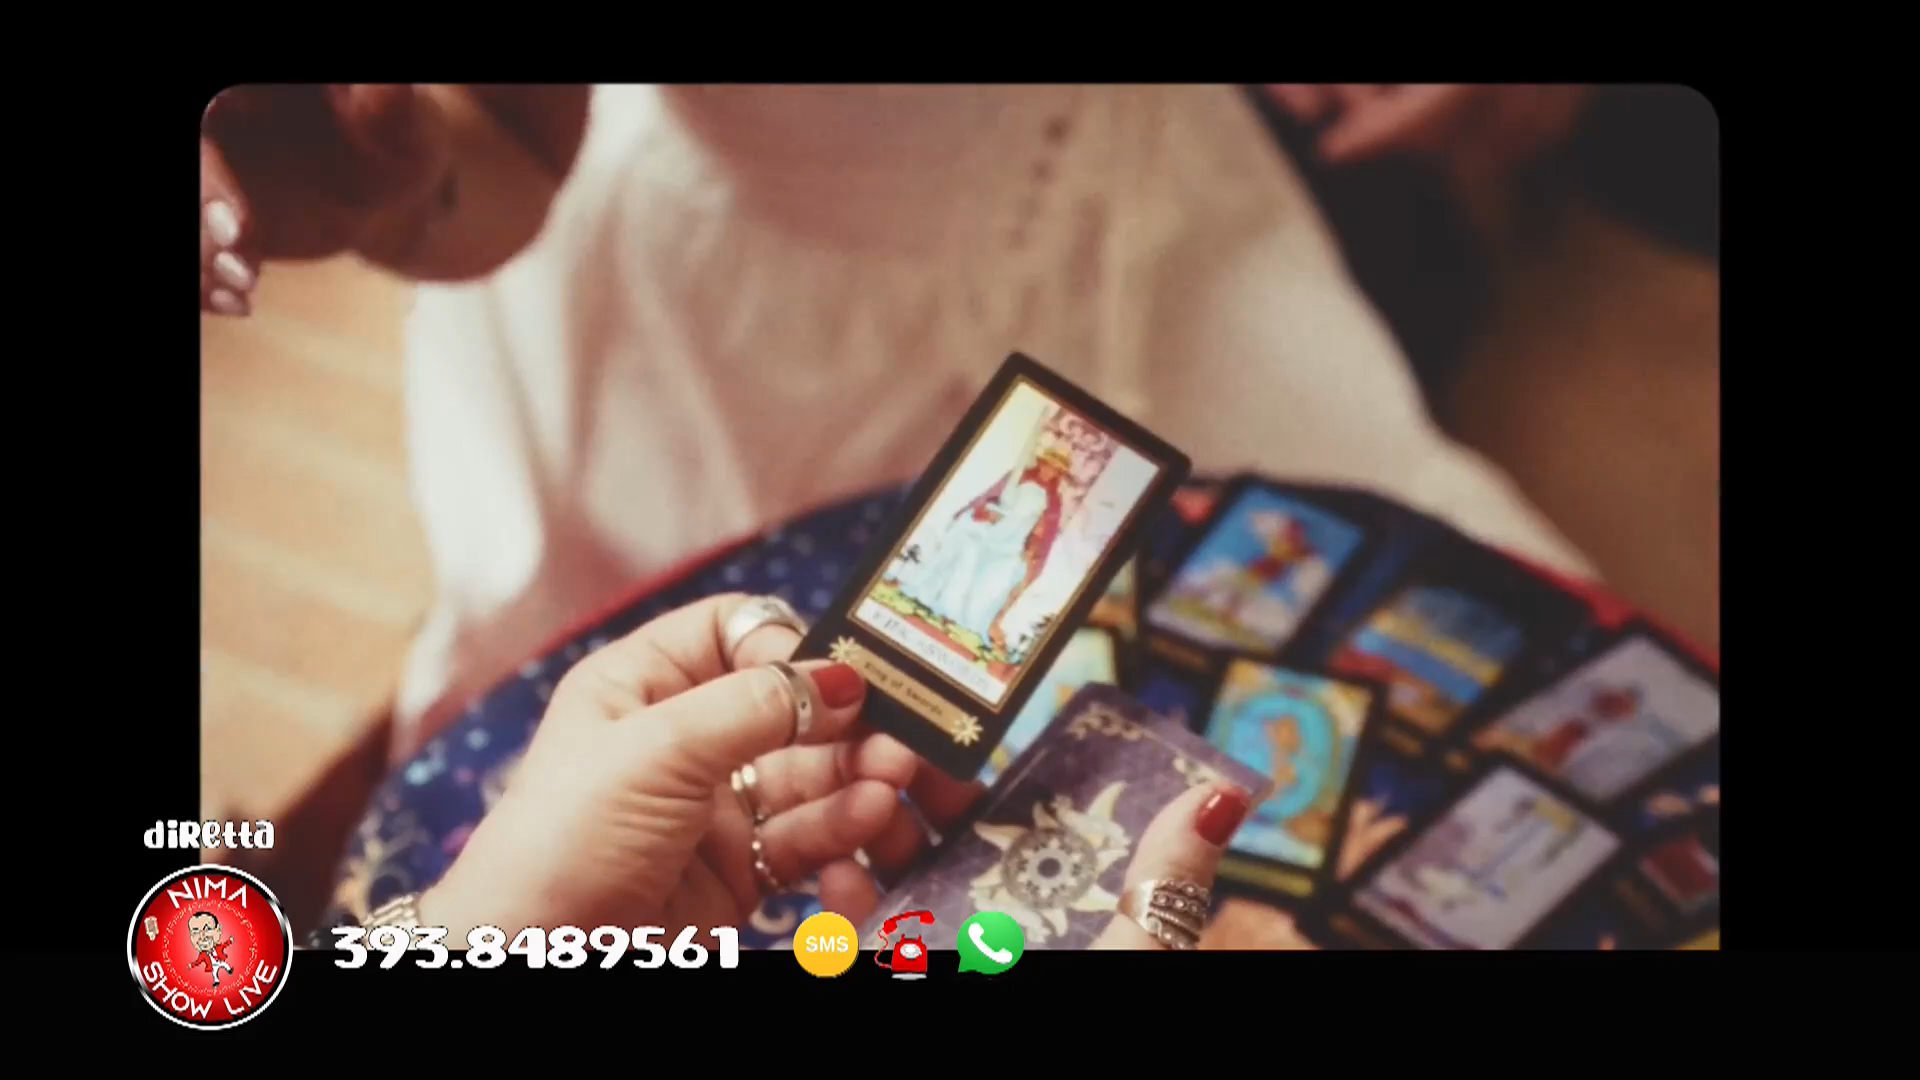 King of Swords
diRetta
NIMA
SHOW LIVE
393.8489561
SMS